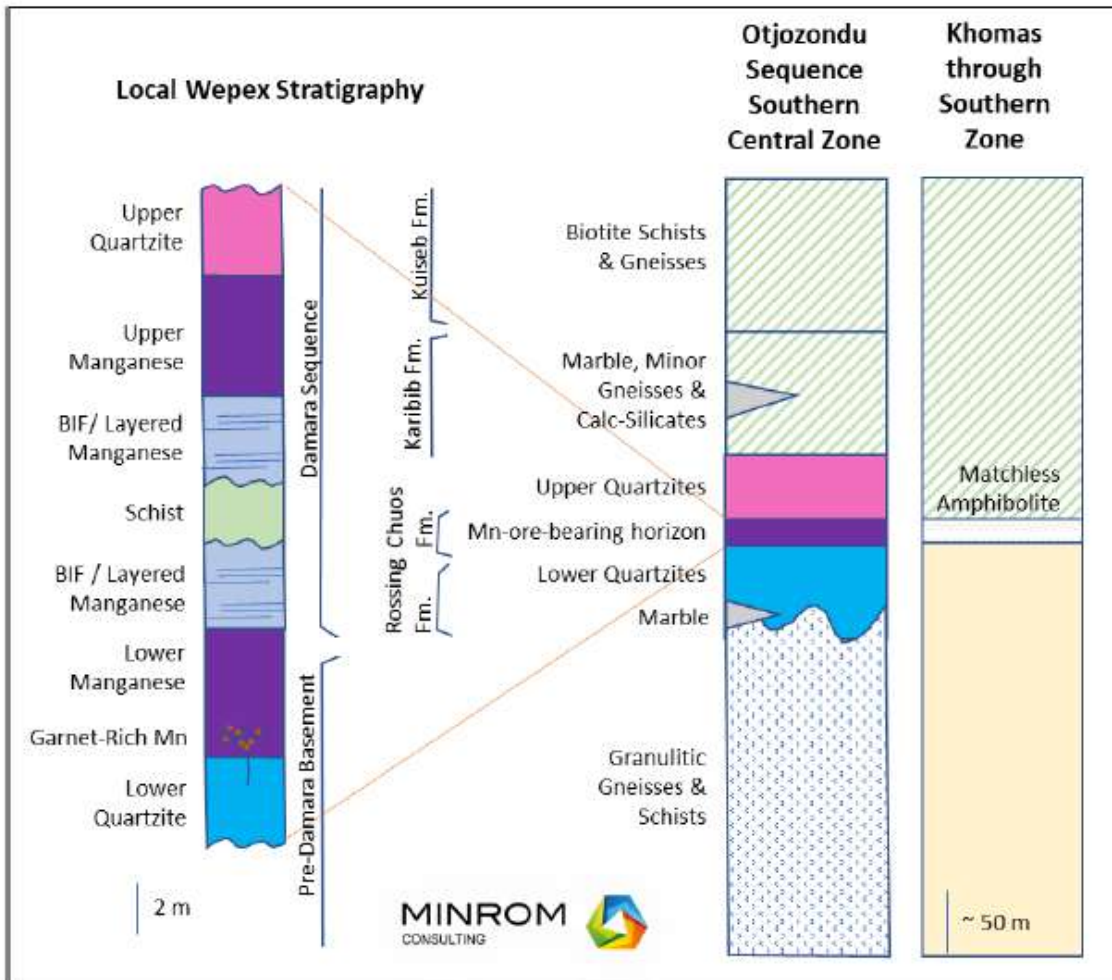 Local Wepex Stratigraphy
Upper
Quartzite
Upper
Manganese
BIF/ Layered
Manganese
Schist
BIF / Layered
Manganese
Lower
Manganese
Garnet-Rich Mn
Lower
Quartzite
2 m
Damara Sequence
Pre-Damara Basement
Kuiseb Fm.
Karibib Fm.
Chuos
Fm.
Rossing
Fm.
MINROM
CONSULTING
Otjozondu
Sequence
Southern
Central Zone
Biotite Schists
& Gneisses
Marble, Minor
Gneisses &
Calc-Silicates
Upper Quartzites
Mn-ore-bearing horizon
Lower Quartzites
Marble
Granulitic
Gneisses &
Schists
Khomas
through
Southern
Zone
Matchless
Amphibolite
~ 50 m